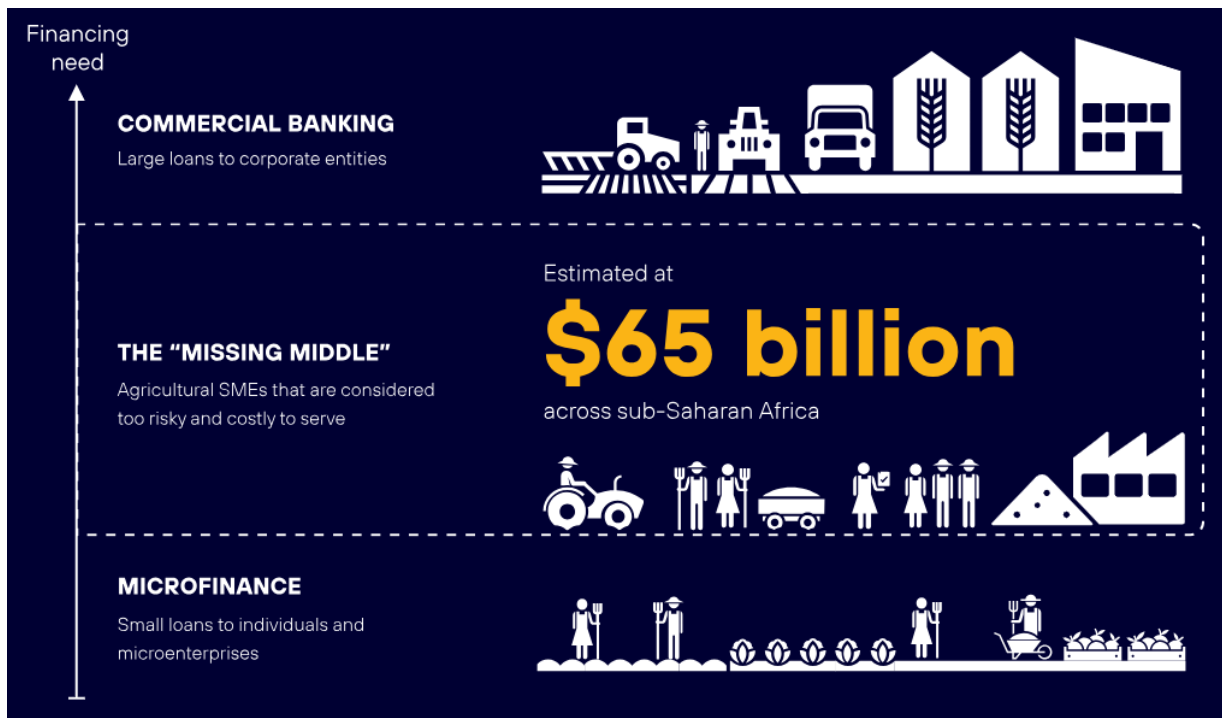 Financing
need
COMMERCIAL BANKING
Large loans to corporate entities
Estimated at
$65 billion
across sub-Saharan Africa
THE “MISSING MIDDLE”
Agricultural SMEs that are considered
too risky and costly to serve
MICROFINANCE
Small loans to individuals and
microenterprises